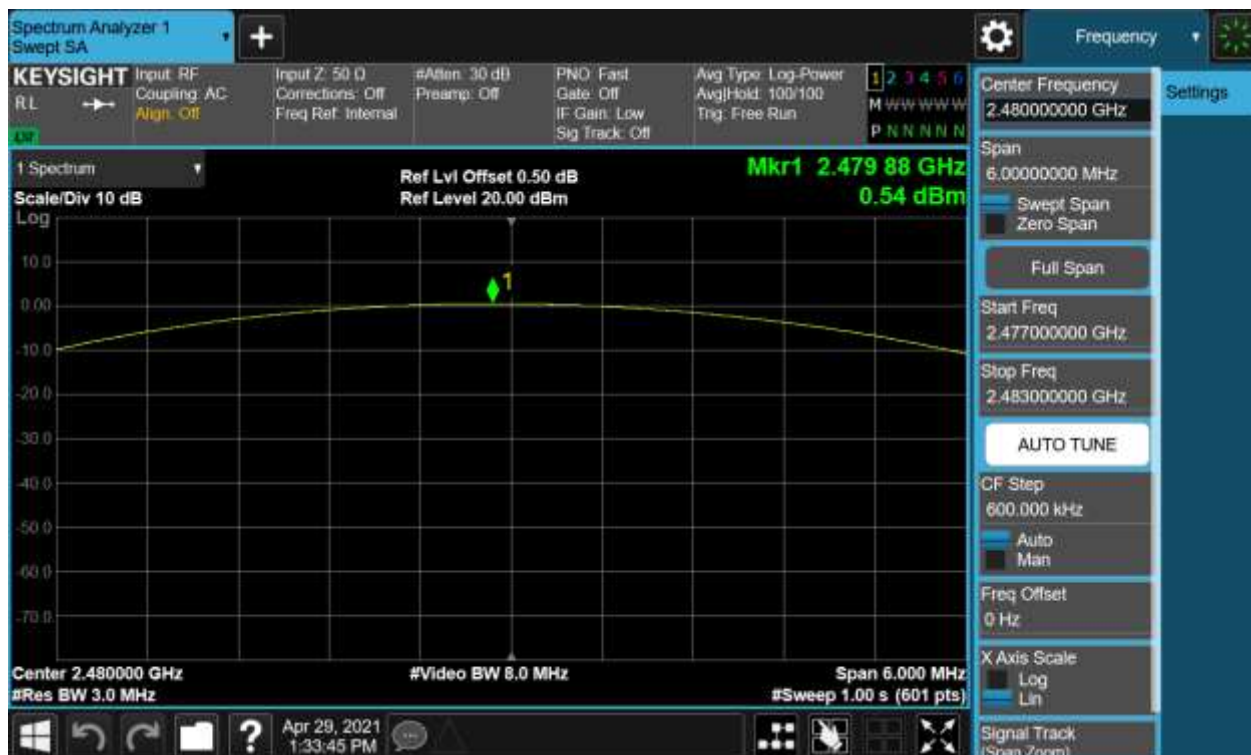 Spectrum Analyzer 1
Swept SA
Frequency
KEYSIGHT
RL
Input: RF
Coupling: AC
Align: Off
Input Z: 50 Ω
Corrections: Off
Freq Ref: Internal
#Atten: 30 dB
Preamp: Off
PNO: Fast
Gate: Off
IF Gain: Low
Sig Track: Off
Avg Type: Log-Power
Avg|Hold: 100/100
Trig: Free Run
1 2 3 4 5 6
M W W W W W
P N N N N N
1 Spectrum
Scale/Div 10 dB
Log
Ref Lvl Offset 0.50 dB
Ref Level 20.00 dBm
Mkr1 2.479 88 GHz
0.54 dBm
10.0
0.00
-10.0
-20.0
-30.0
-40.0
-50.0
-60.0
-70.0
1
Center 2.480000 GHz
#Res BW 3.0 MHz
#Video BW 8.0 MHz
Span 6.000 MHz
#Sweep 1.00 s (601 pts)
Center Frequency
2.480000000 GHz
Settings
Span
6.00000000 MHz
Swept Span
Zero Span
Full Span
Start Freq
2.477000000 GHz
Stop Freq
2.483000000 GHz
AUTO TUNE
CF Step
600.000 kHz
Auto
Man
Freq Offset
0 Hz
X Axis Scale
Log
Lin
Signal Track
(Span Zoom)
?
Apr 29, 2021
1:33:45 PM